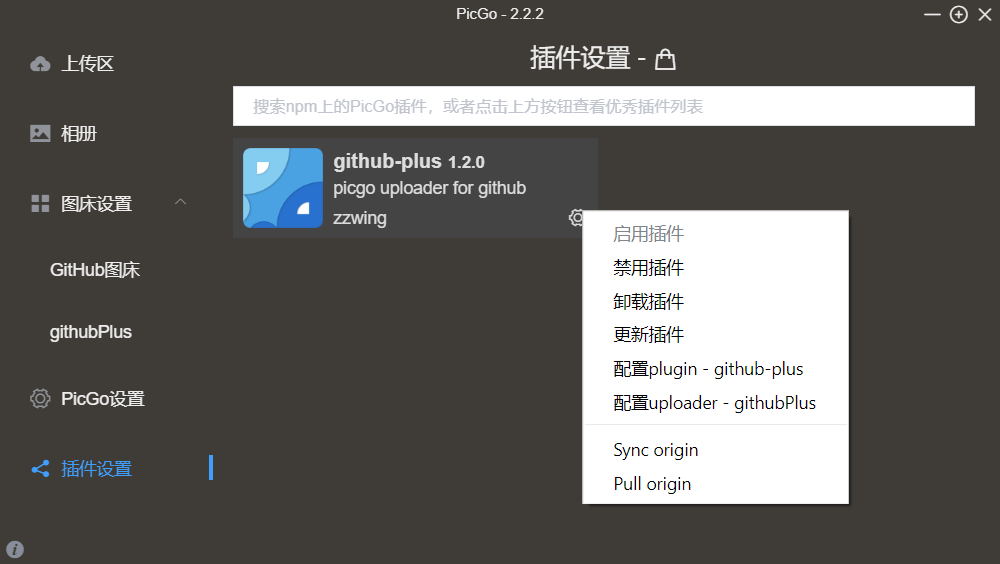 PicGo - 2.2.2
上传区
相册
图床设置
GitHub图床
githubPlus
PicGo设置
插件设置
插件设置 -
搜索npm上的PicGo插件，或者点击上方按钮查看优秀插件列表
github-plus 1.2.0
picgo uploader for github
zzwing
启用插件
禁用插件
卸载插件
更新插件
配置plugin - github-plus
配置uploader - githubPlus
Sync origin
Pull origin